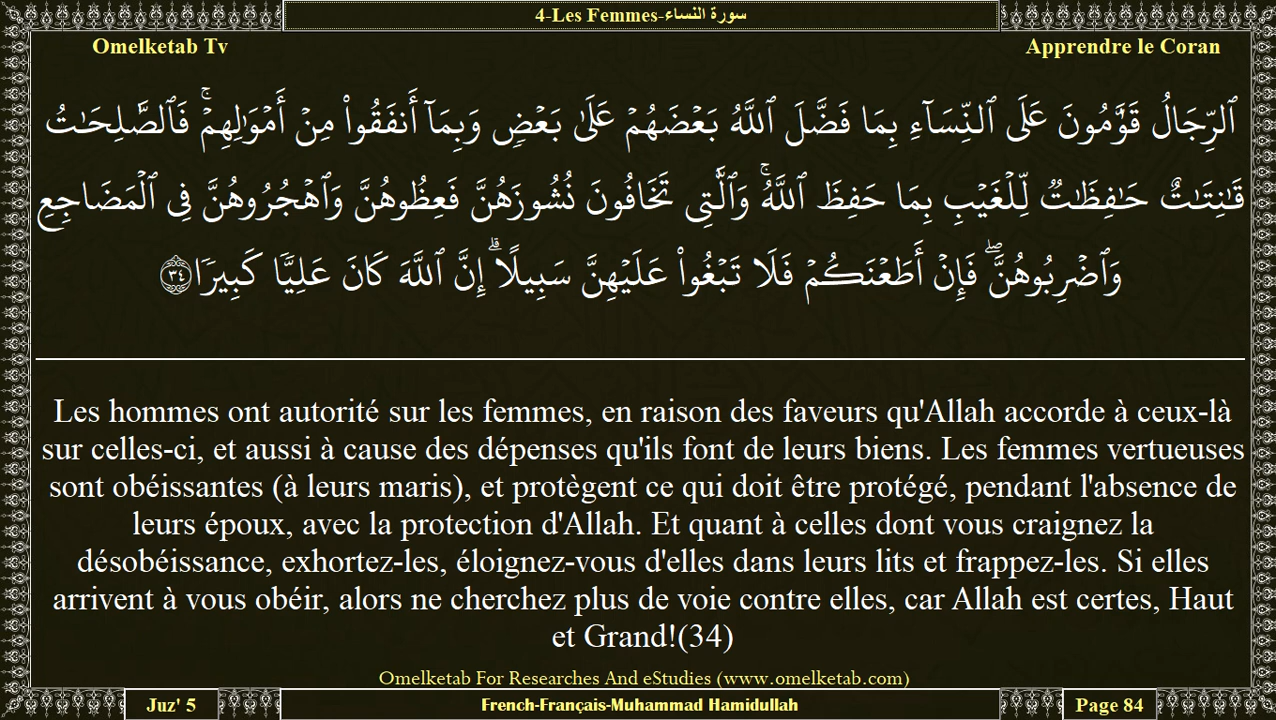 4-Les Femmes-سورة النساء
Omelketab Tv
Apprendre le Coran
ٱلرِّجَالُ قَوَّٰمُونَ عَلَى ٱلنِّسَآءِ بِمَا فَضَّلَ ٱللَّهُ بَعْضَهُمْ عَلَىٰ بَعْضٍ وَبِمَآ أَنفَقُوا۟ مِنْ أَمْوَٰلِهِمْ ۚ فَٱلصَّٰلِحَٰتُ
قَٰنِتَٰتٌ حَٰفِظَٰتٌ لِّلْغَيْبِ بِمَا حَفِظَ ٱللَّهُ ۚ وَٱلَّٰتِى تَخَافُونَ نُشُوزَهُنَّ فَعِظُوهُنَّ وَٱهْجُرُوهُنَّ فِى ٱلْمَضَاجِعِ
وَٱضْرِبُوهُنَّ ۖ فَإِنْ أَطَعْنَكُمْ فَلَا تَبْغُوا۟ عَلَيْهِنَّ سَبِيلًا ۗ إِنَّ ٱللَّهَ كَانَ عَلِيًّا كَبِيرًا ٣٤
Les hommes ont autorité sur les femmes, en raison des faveurs qu'Allah accorde à ceux-là
sur celles-ci, et aussi à cause des dépenses qu'ils font de leurs biens. Les femmes vertueuses
sont obéissantes (à leurs maris), et protègent ce qui doit être protégé, pendant l'absence de
leurs époux, avec la protection d'Allah. Et quant à celles dont vous craignez la
désobéissance, exhortez-les, éloignez-vous d'elles dans leurs lits et frappez-les. Si elles
arrivent à vous obéir, alors ne cherchez plus de voie contre elles, car Allah est certes, Haut
et Grand!(34)
Omelketab For Researches And eStudies (www.omelketab.com)
Juz' 5
French-Français-Muhammad Hamidullah
Page 84